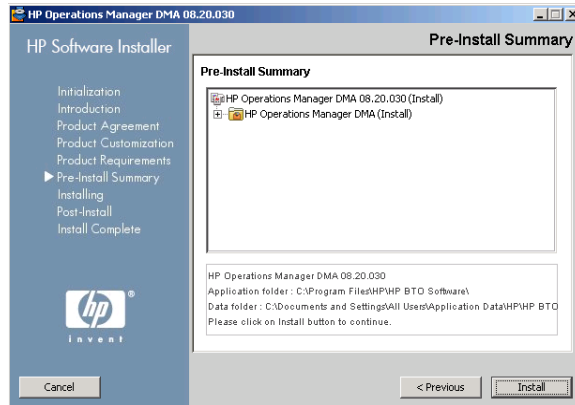 HP Operations Manager DMA 08.20.030
HP Software Installer
Pre-Install Summary
Initialization
Introduction
Product Agreement
Product Customization
Product Requirements
Pre-Install Summary
Installing
Post-Install
Install Complete
hp
®
invent
Pre-Install Summary
HP Operations Manager DMA 08.20.030 (Install)
HP Operations Manager DMA (Install)
HP Operations Manager DMA 08.20.030
Application folder : C:\Program Files\HP\HP BTO Software\
Data folder : C:\Documents and Settings\All Users\Application Data\HP\HP BTO
Please click on Install button to continue.
Cancel
< Previous
Install